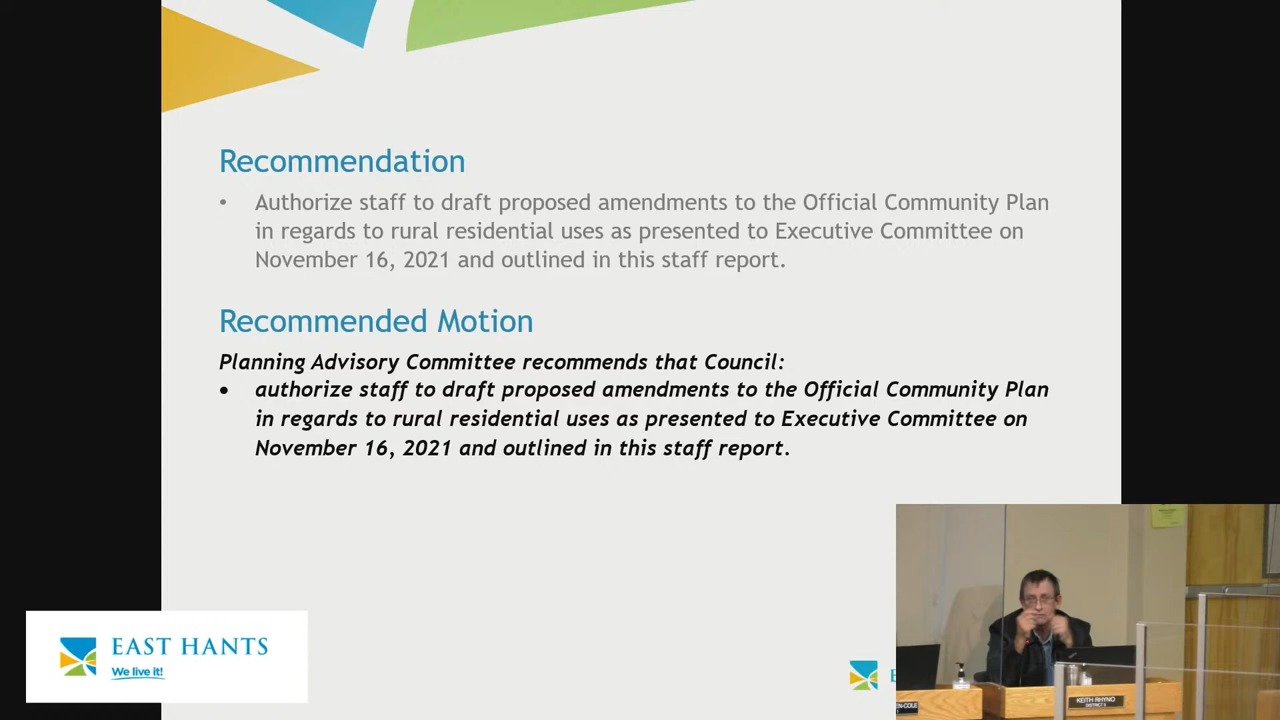 Recommendation
• Authorize staff to draft proposed amendments to the Official Community Plan
in regards to rural residential uses as presented to Executive Committee on
November 16, 2021 and outlined in this staff report.
Recommended Motion
Planning Advisory Committee recommends that Council:
• authorize staff to draft proposed amendments to the Official Community Plan
in regards to rural residential uses as presented to Executive Committee on
November 16, 2021 and outlined in this staff report.
EAST HANTS
We live it!
E
EN-COLE
KEITH RHYNO